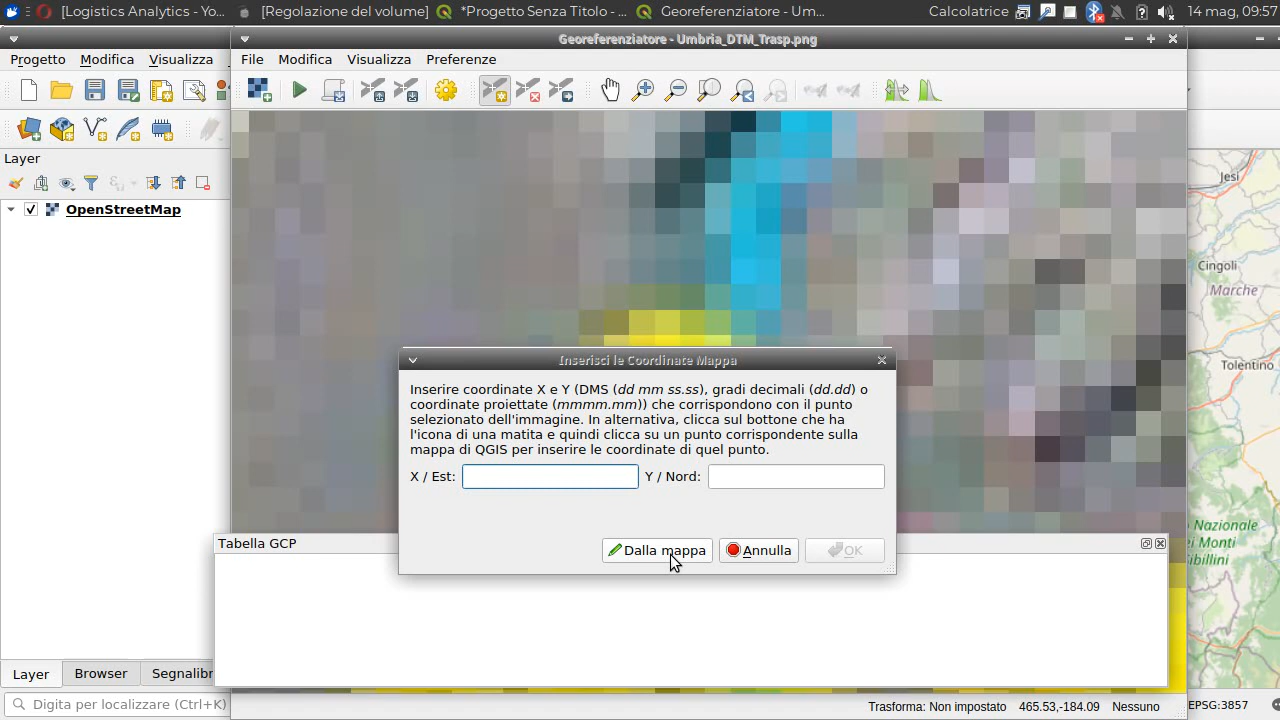 [Logistics Analytics - Yo...
[Regolazione del volume]
*Progetto Senza Titolo - ...
Georeferenziatore - Um...
Calcolatrice
14 mag, 09:57
Georeferenziatore - Umbria_DTM_Trasp.png
Progetto Modifica Visualizza
File Modifica Visualizza Preferenze
Layer
OpenStreetMap
Jesi
Cingoli
Marche
Tolentino
Inserisci le Coordinate Mappa
Inserire coordinate X e Y (DMS (dd mm ss.ss), gradi decimali (dd.dd) o
coordinate proiettate (mmmm.mm)) che corrispondono con il punto
selezionato dell'immagine. In alternativa, clicca sul bottone che ha
l'icona di una matita e quindi clicca su un punto corrispondente sulla
mappa di QGIS per inserire le coordinate di quel punto.
X / Est: Y / Nord:
Dalla mappa Annulla OK
Nazionale
ei Monti
ibillini
Tabella GCP
Layer Browser Segnalibr
Digita per localizzare (Ctrl+K)
Trasforma: Non impostato 465.53,-184.09 Nessuno
EPSG:3857